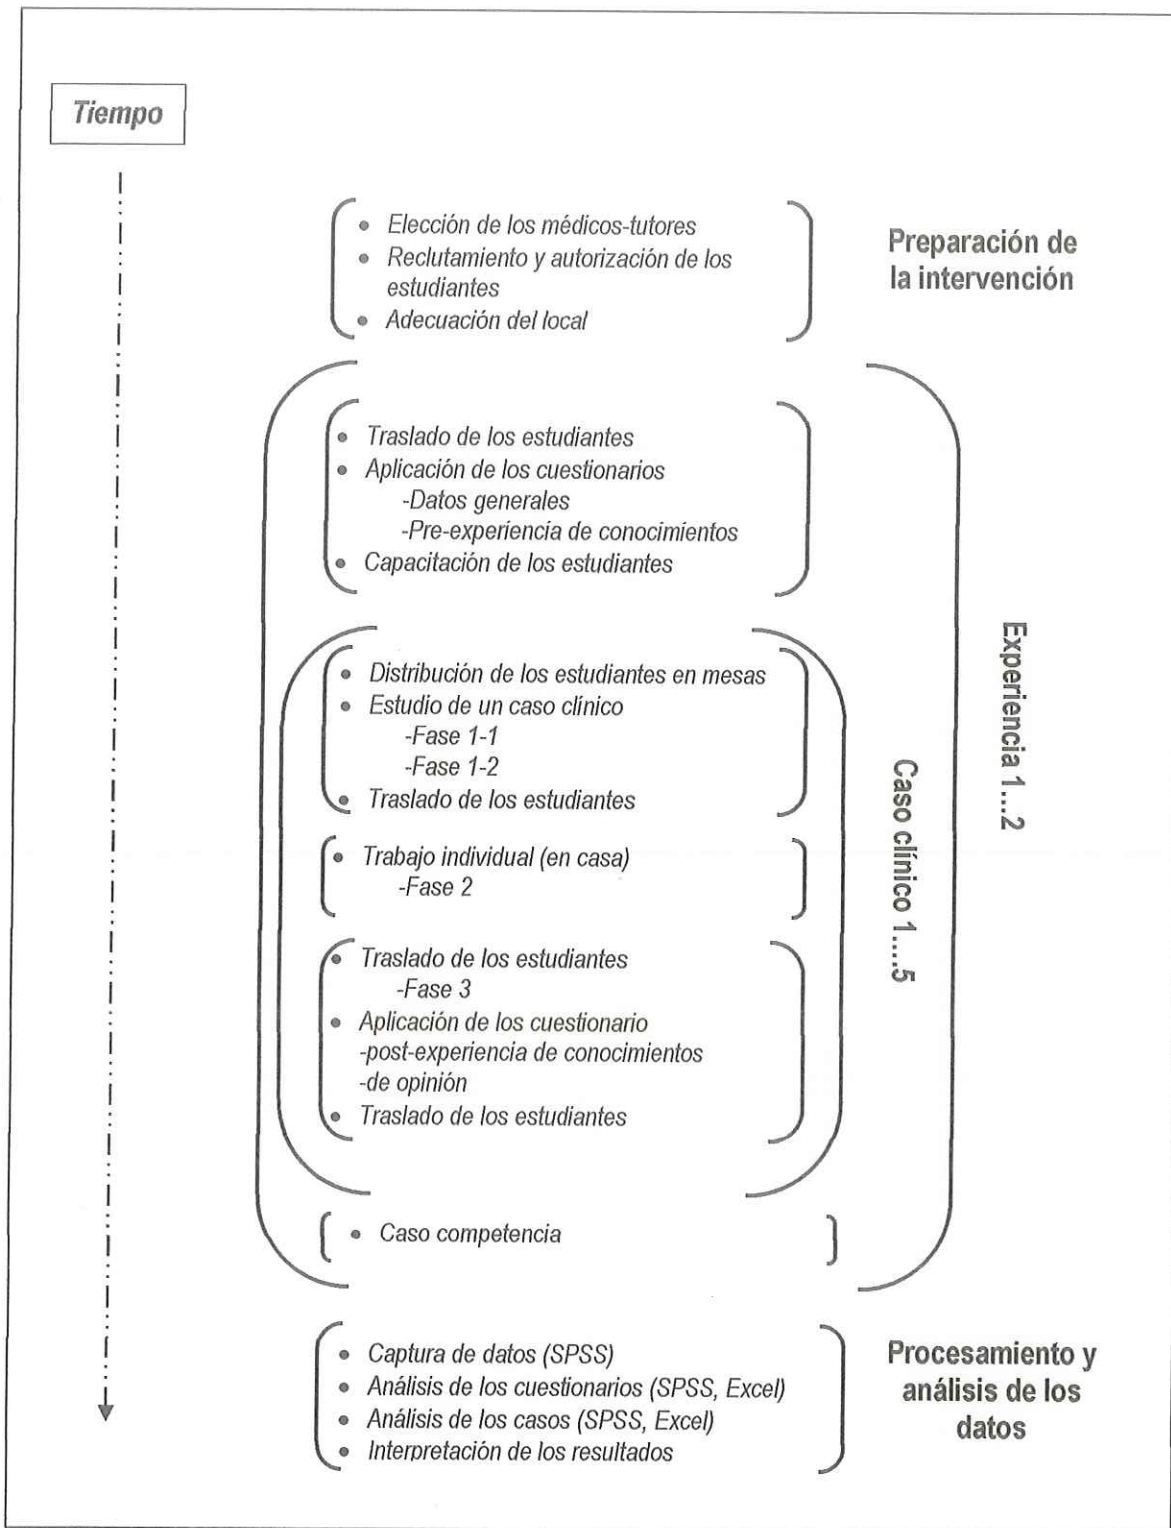 Tiempo
• Elección de los médicos-tutores
• Reclutamiento y autorización de los
estudiantes
• Adecuación del local
Preparación de
la intervención
• Traslado de los estudiantes
• Aplicación de los cuestionarios
-Datos generales
-Pre-experiencia de conocimientos
• Capacitación de los estudiantes
• Distribución de los estudiantes en mesas
• Estudio de un caso clínico
-Fase 1-1
-Fase 1-2
• Traslado de los estudiantes
• Trabajo individual (en casa)
-Fase 2
• Traslado de los estudiantes
-Fase 3
• Aplicación de los cuestionario
-post-experiencia de conocimientos
-de opinión
• Traslado de los estudiantes
Caso clínico 1....5
Experiencia 1...2
• Caso competencia
• Captura de datos (SPSS)
• Análisis de los cuestionarios (SPSS, Excel)
• Análisis de los casos (SPSS, Excel)
• Interpretación de los resultados
Procesamiento y
análisis de los
datos